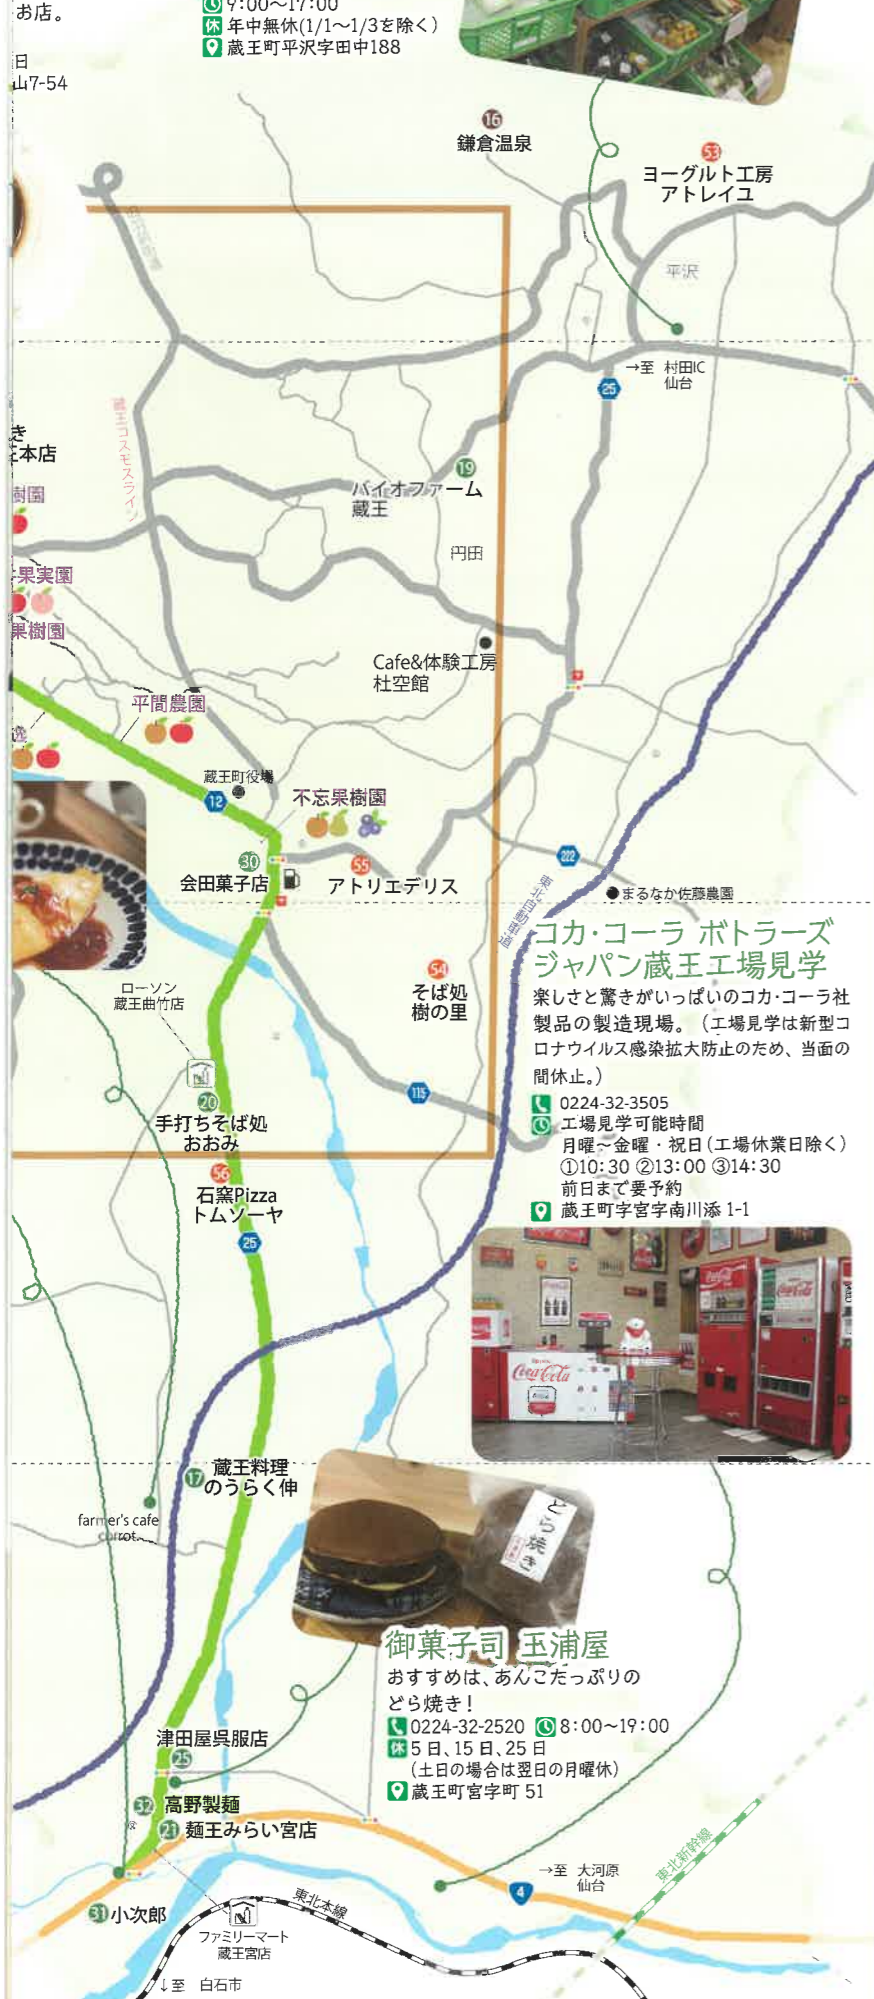 お店。
9:00〜17:00
休 年中無休(1/1〜1/3を除く)
蔵王町平沢字田中188
日
山7-54
16
鎌倉温泉
53
ヨーグルト工房
アトレイユ
平沢
→至 村田IC
仙台
25
蔵王コスモスライン
き
本店
樹園
19
バイオファーム
蔵王
円田
果実園
果樹園
Cafe&体験工房
杜空館
平間農園
逸
蔵王町役場
12
不忘果樹園
30
会田菓子店
55
アトリエデリス
222
まるなか佐藤農園
東北自動車道
コカ･コーラ ボトラーズ
ジャパン蔵王工場見学
楽しさと驚きがいっぱいのコカ･コーラ社
製品の製造現場。(工場見学は新型コ
ロナウイルス感染拡大防止のため、当面の
間休止。)
0224-32-3505
工場見学可能時間
月曜〜金曜・祝日(工場休業日除く)
①10:30 ②13:00 ③14:30
前日まで要予約
蔵王町字宮字南川添 1-1
54
そば処
樹の里
ローソン
蔵王曲竹店
115
20
手打ちそば処
おおみ
56
石窯Pizza
トムソーヤ
25
Coca-Cola
Coca-Cola
Coca-Cola
17
蔵王料理
のうらく伸
farmer's cafe
carrot
どら焼き
御菓子司 玉浦屋
おすすめは、あんこたっぷりの
どら焼き!
0224-32-2520 8:00〜19:00
休 5日、15日、25日
(土日の場合は翌日の月曜休)
蔵王町宮字町 51
津田屋呉服店
25
32 高野製麺
21 麺王みらい宮店
→至 大河原
仙台
4
東北新幹線
東北本線
31 小次郎
ファミリーマート
蔵王宮店
↓至 白石市